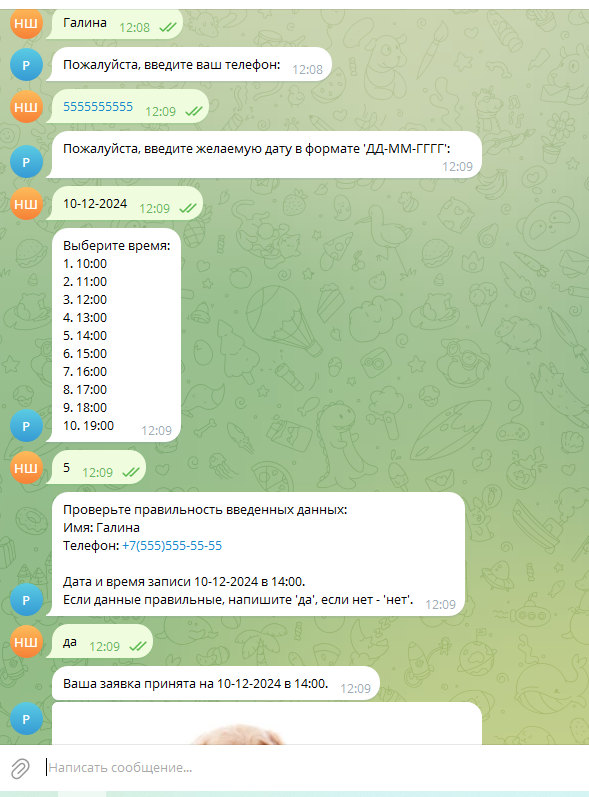 НШ
Галина 12:08
Р
Пожалуйста, введите ваш телефон: 12:08
НШ
5555555555 12:09
Р
Пожалуйста, введите желаемую дату в формате 'ДД-ММ-ГГГГ':
12:09
НШ
10-12-2024 12:09
Выберите время:
1. 10:00
2. 11:00
3. 12:00
4. 13:00
5. 14:00
6. 15:00
7. 16:00
8. 17:00
9. 18:00
10. 19:00 12:09
Р
НШ
5 12:09
Проверьте правильность введенных данных:
Имя: Галина
Телефон: +7(555)555-55-55
Дата и время записи 10-12-2024 в 14:00.
Если данные правильные, напишите 'да', если нет - 'нет'. 12:09
Р
НШ
да 12:09
Ваша заявка принята на 10-12-2024 в 14:00. 12:09
Р
Написать сообщение...